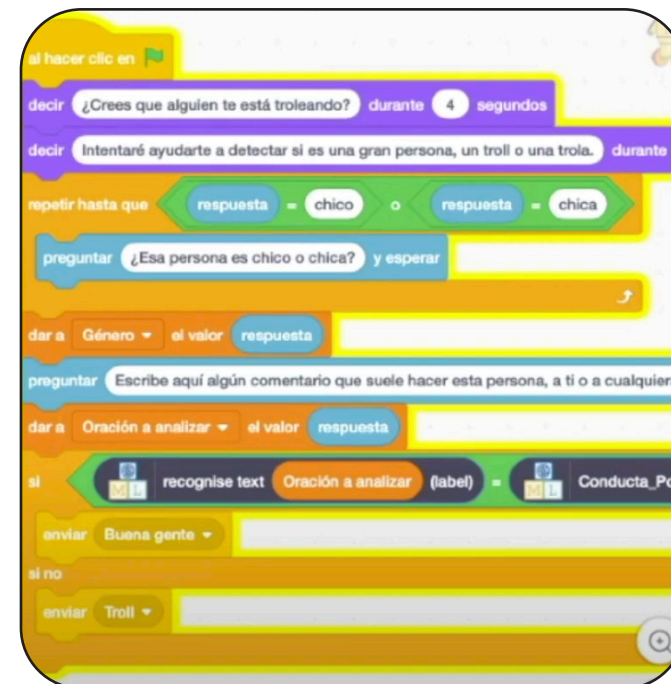 al hacer clic en
decir ¿Crees que alguien te está troleando? durante 4 segundos
decir Intentaré ayudarte a detectar si es una gran persona, un troll o una trola. durante
repetir hasta que respuesta = chico o respuesta = chica
preguntar ¿Esa persona es chico o chica? y esperar
dar a Género el valor respuesta
preguntar Escribe aquí algún comentario que suele hacer esta persona, a ti o a cualquier
dar a Oración a analizar el valor respuesta
si ML recognise text Oración a analizar (label) = ML Conducta_Po
enviar Buena gente
si no
enviar Troll